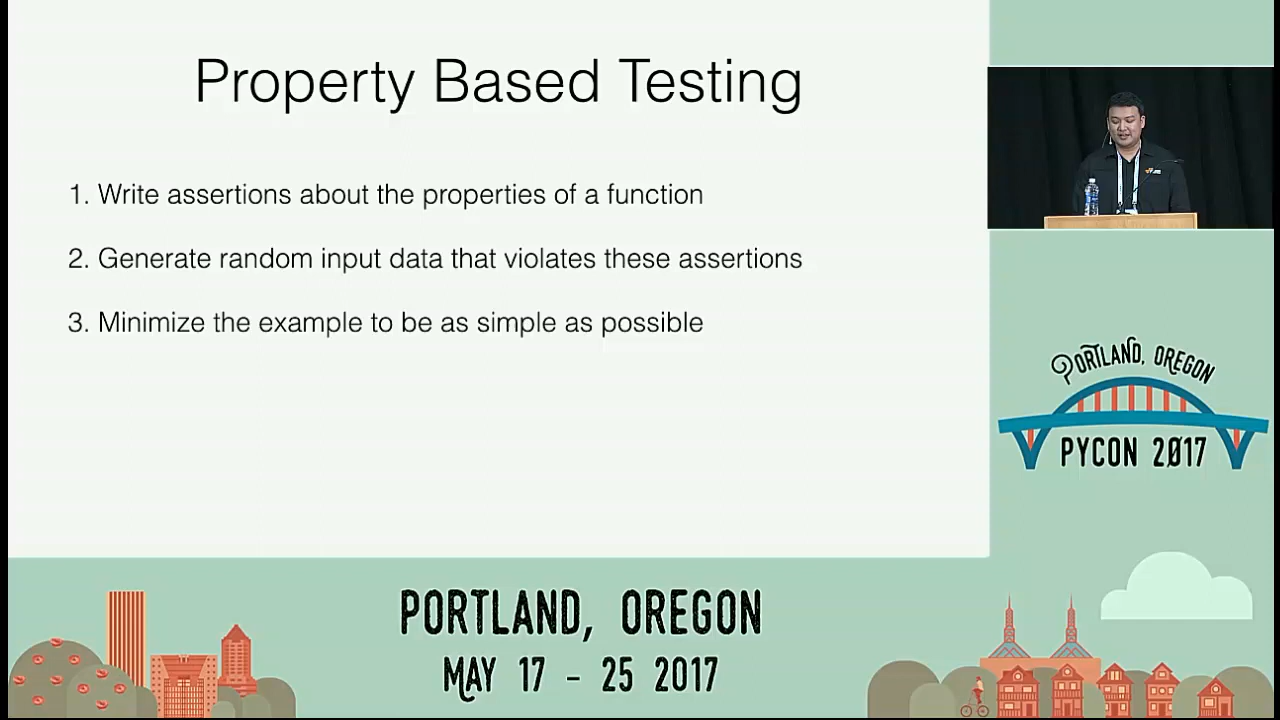 Property Based Testing
1. Write assertions about the properties of a function
2. Generate random input data that violates these assertions
3. Minimize the example to be as simple as possible
PORTLAND, OREGON
PYCON 2017
PORTLAND, OREGON
MAY 17 - 25 2017